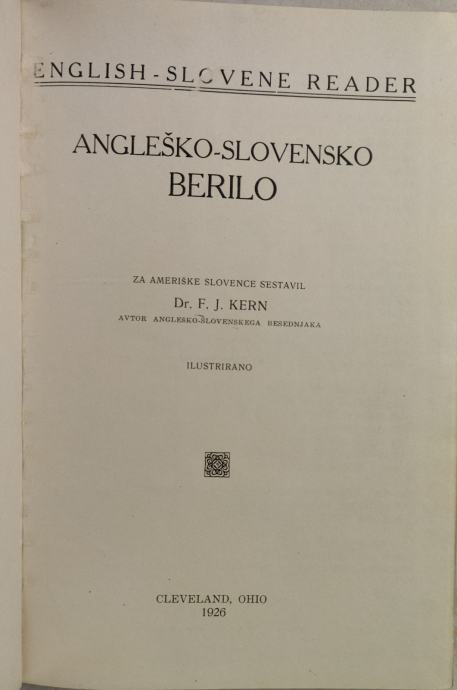 ENGLISH - SLOVENE READER
ANGLEŠKO-SLOVENSKO
BERILO
ZA AMERIŠKE SLOVENCE SESTAVIL
Dr. F. J. KERN
AVTOR ANGLEŠKO-SLOVENSKEGA BESEDNJAKA
ILUSTRIRANO
CLEVELAND, OHIO
1926